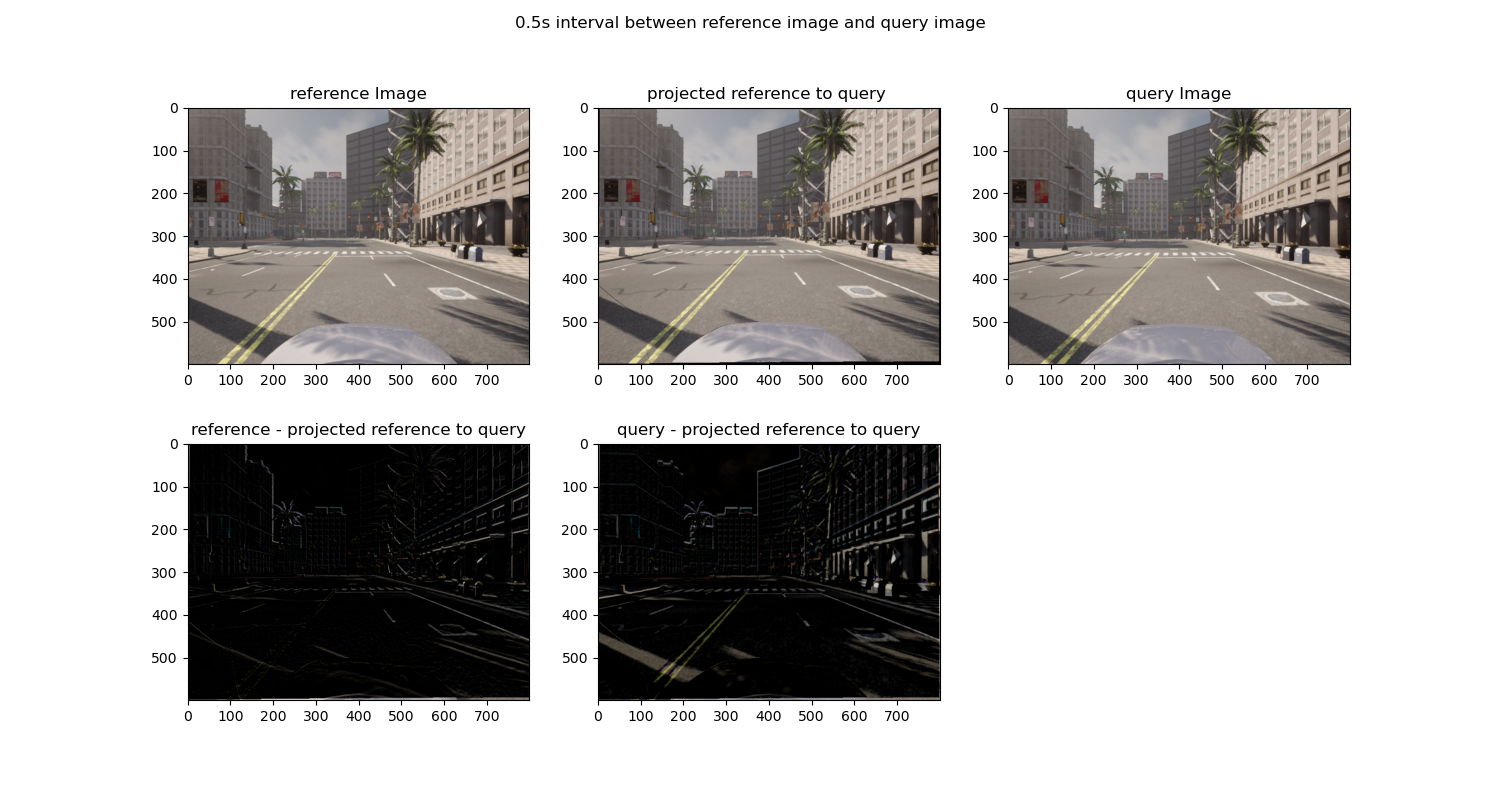 0.5s interval between reference image and query image
reference Image
projected reference to query
query Image
0
100
200
300
400
500
0 100 200 300 400 500 600 700
0
100
200
300
400
500
0 100 200 300 400 500 600 700
0
100
200
300
400
500
0 100 200 300 400 500 600 700
reference - projected reference to query
query - projected reference to query
0
100
200
300
400
500
0 100 200 300 400 500 600 700
0
100
200
300
400
500
0 100 200 300 400 500 600 700